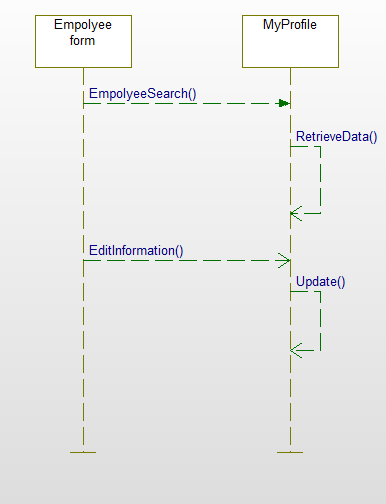 Empolyee
form
MyProfile
EmpolyeeSearch()
RetrieveData()
EditInformation()
Update()